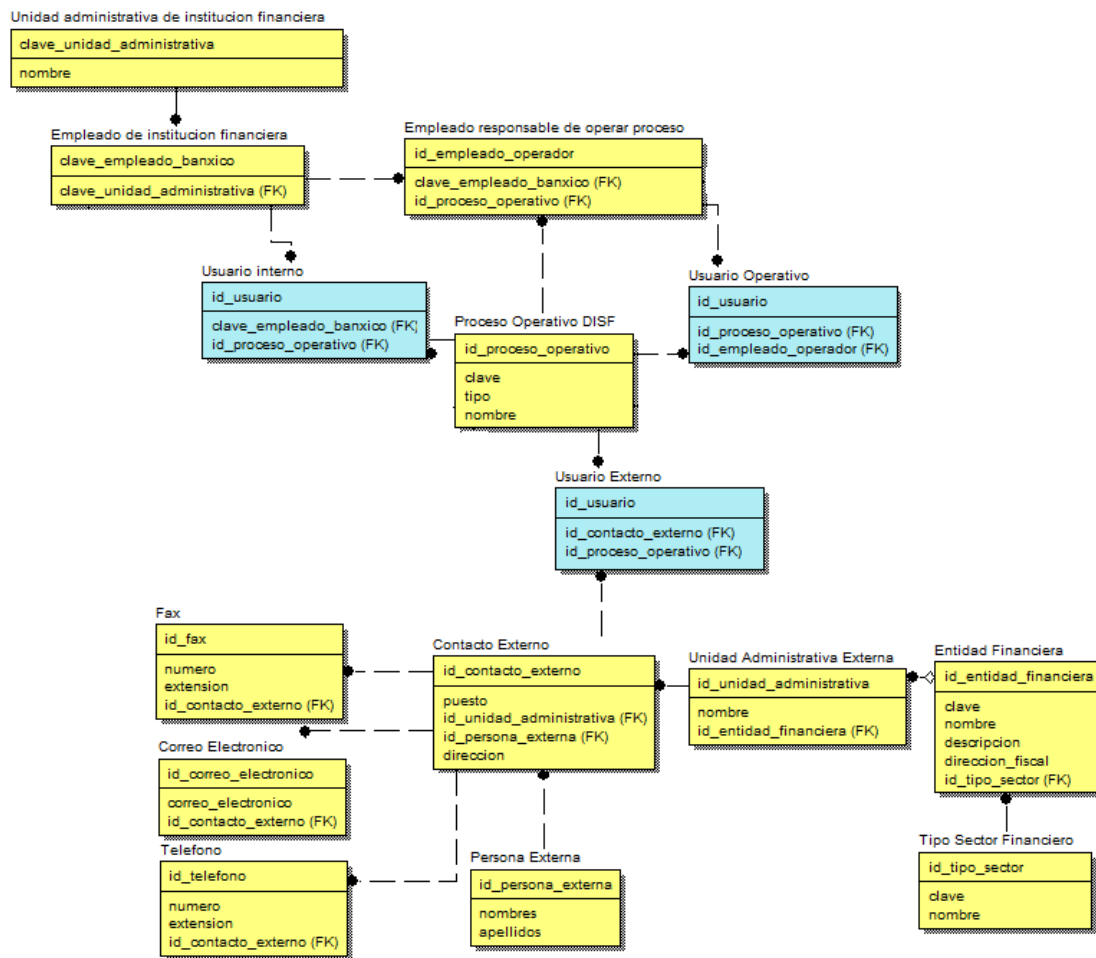 Unidad administrativa de institucion financiera
clave_unidad_administrativa
nombre
Empleado de institucion financiera
clave_empleado_banxico
clave_unidad_administrativa (FK)
Empleado responsable de operar proceso
id_empleado_operador
clave_empleado_banxico (FK)
id_proceso_operativo (FK)
Usuario interno
id_usuario
clave_empleado_banxico (FK)
id_proceso_operativo (FK)
Proceso Operativo DISF
id_proceso_operativo
clave
tipo
nombre
Usuario Operativo
id_usuario
id_proceso_operativo (FK)
id_empleado_operador (FK)
Usuario Externo
id_usuario
id_contacto_externo (FK)
id_proceso_operativo (FK)
Fax
id_fax
numero
extension
id_contacto_externo (FK)
Contacto Externo
id_contacto_externo
puesto
id_unidad_administrativa (FK)
id_persona_externa (FK)
direccion
Unidad Administrativa Externa
id_unidad_administrativa
nombre
id_entidad_financiera (FK)
Entidad Financiera
id_entidad_financiera
clave
nombre
descripcion
direccion_fiscal
id_tipo_sector (FK)
Correo Electronico
id_correo_electronico
correo_electronico
id_contacto_externo (FK)
Telefono
id_telefono
numero
extension
id_contacto_externo (FK)
Persona Externa
id_persona_externa
nombres
apellidos
Tipo Sector Financiero
id_tipo_sector
clave
nombre